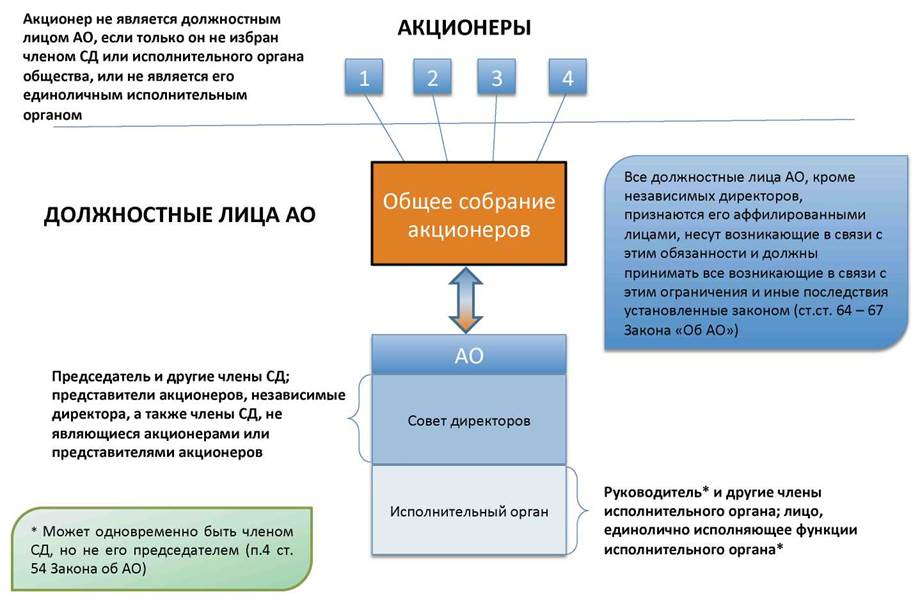 Акционер не является должностным
лицом АО, если только он не избран
членом СД или исполнительного органа
общества, или не является его
единоличным исполнительным
органом
АКЦИОНЕРЫ
1
2
3
4
ДОЛЖНОСТНЫЕ ЛИЦА АО
Общее собрание
акционеров
Все должностные лица АО, кроме
независимых директоров,
признаются его аффилированными
лицами, несут возникающие в связи с
этим обязанности и должны
принимать все возникающие в связи с
этим ограничения и иные последствия
установленные законом (ст.ст. 64 – 67
Закона «Об АО»)
АО
Председатель и другие члены СД;
представители акционеров, независимые
директора, а также члены СД, не
являющиеся акционерами или
представителями акционеров
Совет директоров
Исполнительный орган
Руководитель* и другие члены
исполнительного органа; лицо,
единолично исполняющее функции
исполнительного органа*
* Может одновременно быть членом
СД, но не его председателем (п.4 ст.
54 Закона об АО)